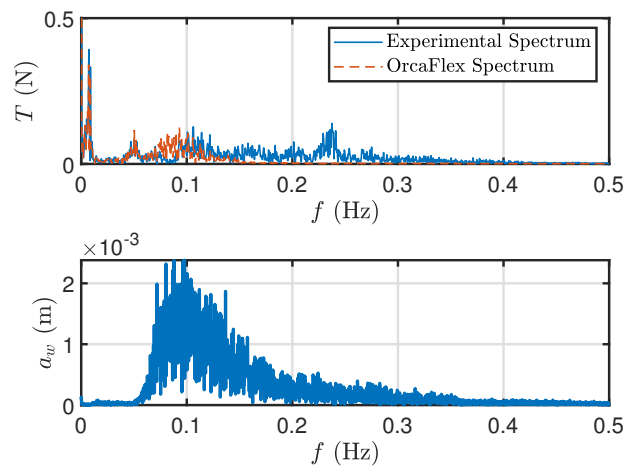 0.5
Experimental Spectrum
OrcaFlex Spectrum
T (N)
0
0 0.1 0.2 0.3 0.4 0.5
f (Hz)
×10⁻³
2
1
0
a_w (m)
0 0.1 0.2 0.3 0.4 0.5
f (Hz)